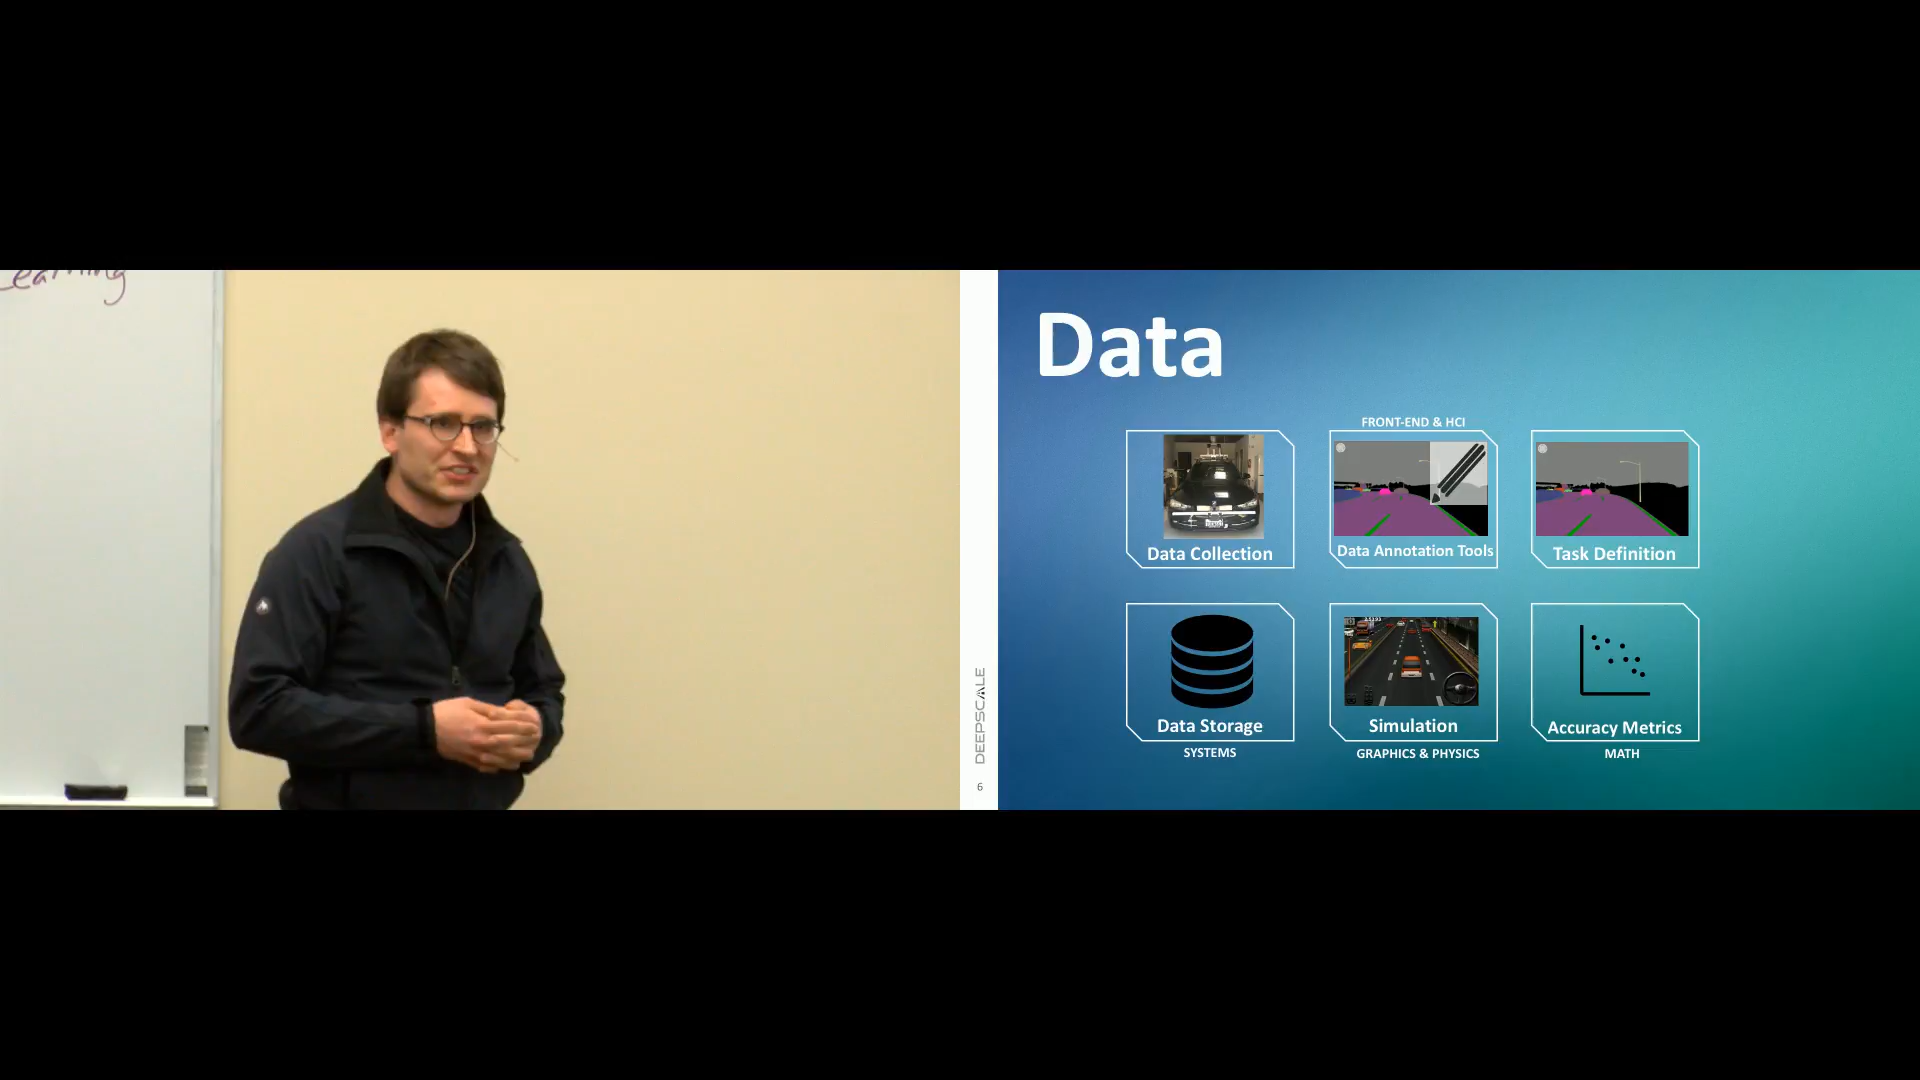 Learning
Data
FRONT-END & HCI
Data Collection
Data Annotation Tools
Task Definition
Data Storage
Simulation
Accuracy Metrics
SYSTEMS
GRAPHICS & PHYSICS
MATH
DEEPSCALE
6